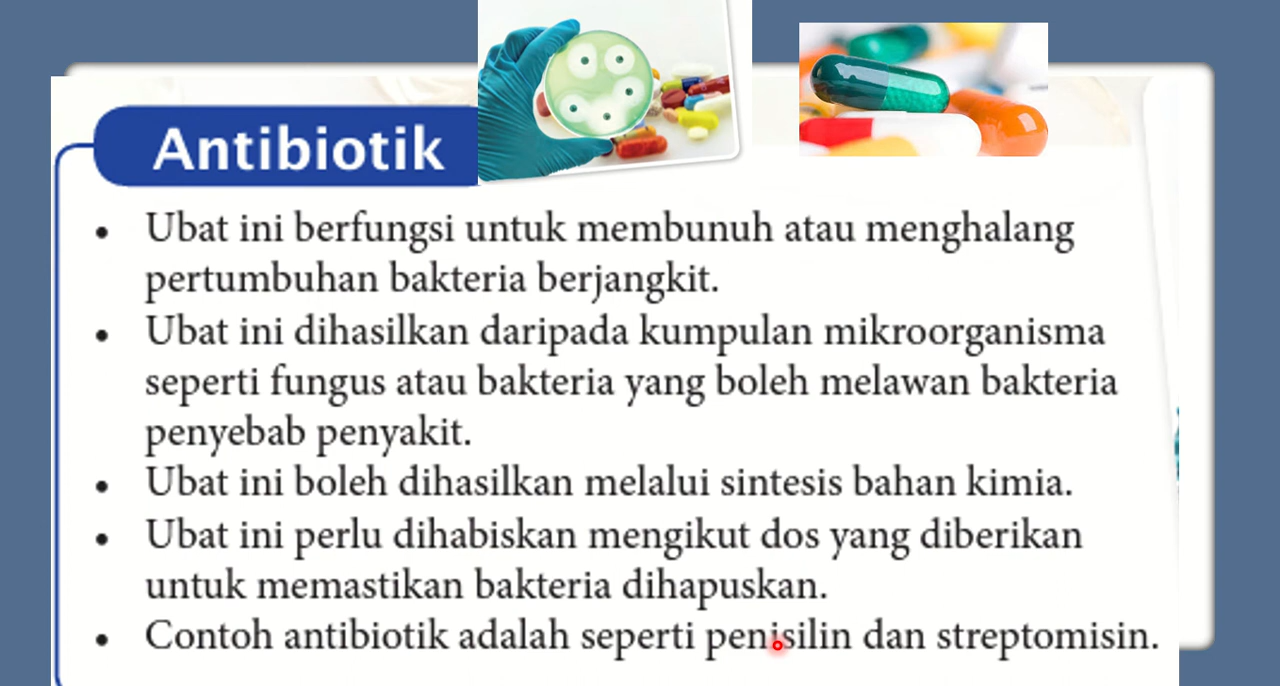 Antibiotik
• Ubat ini berfungsi untuk membunuh atau menghalang
pertumbuhan bakteria berjangkit.
• Ubat ini dihasilkan daripada kumpulan mikroorganisma
seperti fungus atau bakteria yang boleh melawan bakteria
penyebab penyakit.
• Ubat ini boleh dihasilkan melalui sintesis bahan kimia.
• Ubat ini perlu dihabiskan mengikut dos yang diberikan
untuk memastikan bakteria dihapuskan.
• Contoh antibiotik adalah seperti penisilin dan streptomisin.